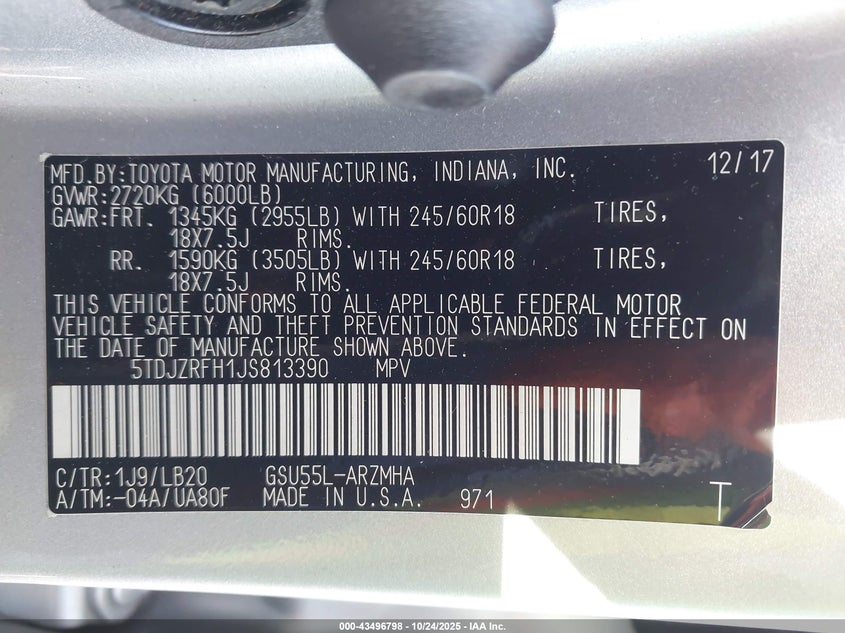 MFD.BY:TOYOTA MOTOR MANUFACTURING, INDIANA, INC. 12/17
GVWR:2720KG (6000LB)
GAWR:FRT. 1345KG (2955LB) WITH 245/60R18 TIRES,
18X7.5J RIMS.
RR. 1590KG (3505LB) WITH 245/60R18 TIRES,
18X7.5J RIMS.
THIS VEHICLE CONFORMS TO ALL APPLICABLE FEDERAL MOTOR
VEHICLE SAFETY AND THEFT PREVENTION STANDARDS IN EFFECT ON
THE DATE OF MANUFACTURE SHOWN ABOVE.
5TDJZRFH1JS813390 MPV
C/TR:1J9/LB20 GSU55L-ARZMHA
A/TM:-04A/UA80F MADE IN U.S.A. 971 T
000-43496798 - 10/24/2025 - IAA Inc.